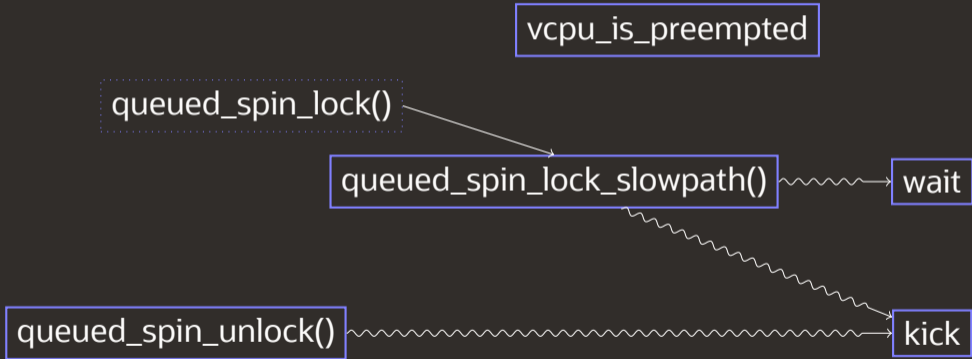 vcpu_is_preempted
queued_spin_lock()
queued_spin_lock_slowpath()
wait
queued_spin_unlock()
kick